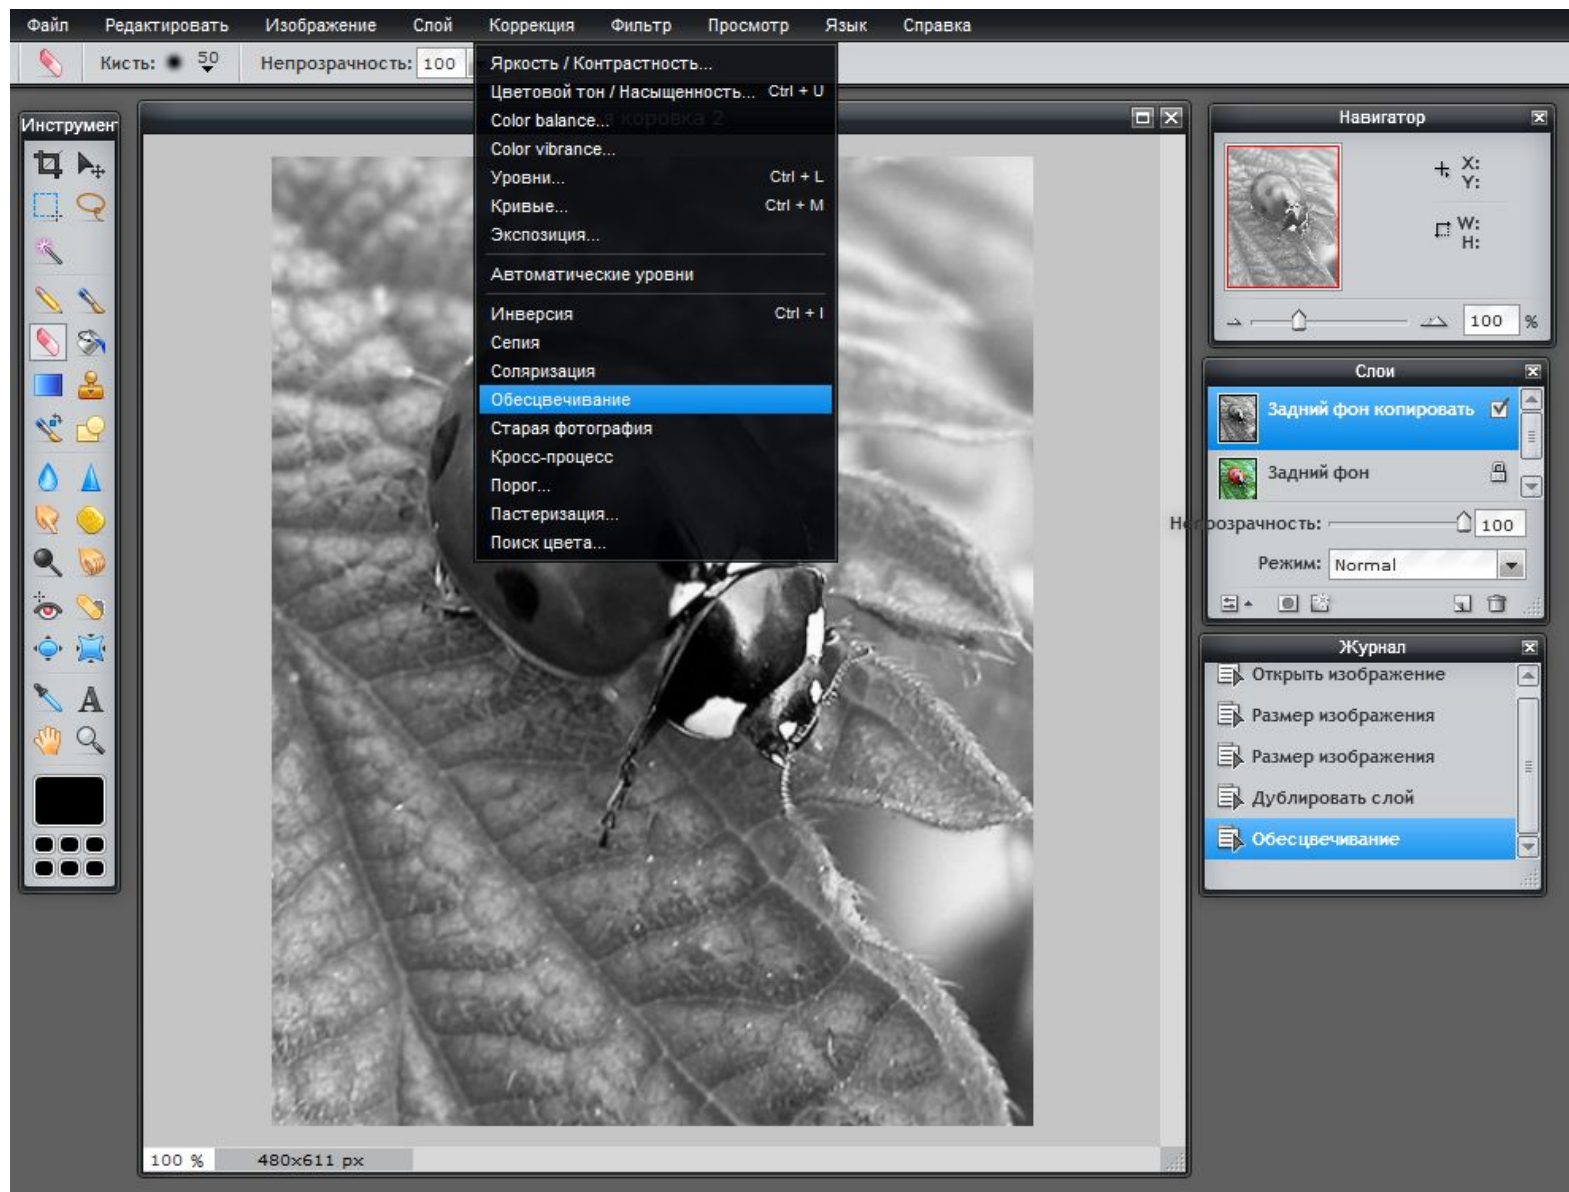 Файл Редактировать Изображение Слой Коррекция Фильтр Просмотр Язык Справка
Кисть: 50 Непрозрачность: 100
Яркость / Контрастность...
Цветовой тон / Насыщенность... Ctrl + U
Color balance...
Color vibrance...
Уровни... Ctrl + L
Кривые... Ctrl + M
Экспозиция...
Автоматические уровни
Инверсия Ctrl + I
Сепия
Соляризация
Обесцвечивание
Старая фотография
Кросс-процесс
Порог...
Пастеризация...
Поиск цвета...
Инструмент
коровка 2
Навигатор
X:
Y:
W:
H:
100 %
Слои
Задний фон копировать
Задний фон
Непрозрачность: 100
Режим: Normal
Журнал
Открыть изображение
Размер изображения
Размер изображения
Дублировать слой
Обесцвечивание
100 % 480x611 px